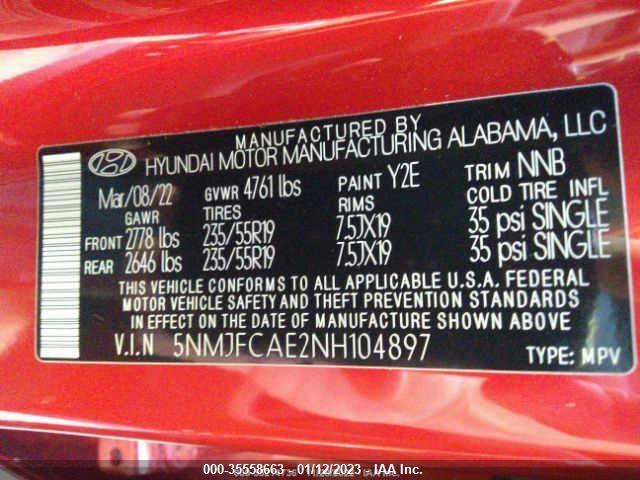 MANUFACTURED BY
HYUNDAI MOTOR MANUFACTURING ALABAMA, LLC
Mar/08/22 GVWR 4761 lbs PAINT Y2E TRIM NNB
GAWR TIRES RIMS COLD TIRE INFL
FRONT 2778 lbs 235/55R19 7.5JX19 35 psi SINGLE
REAR 2646 lbs 235/55R19 7.5JX19 35 psi SINGLE
THIS VEHICLE CONFORMS TO ALL APPLICABLE U.S.A. FEDERAL
MOTOR VEHICLE SAFETY AND THEFT PREVENTION STANDARDS
IN EFFECT ON THE DATE OF MANUFACTURE SHOWN ABOVE.
V.I.N 5NMJFCAE2NH104897 TYPE: MPV
000-35558663 - 01/12/2023 - IAA Inc.
IAA Inc.